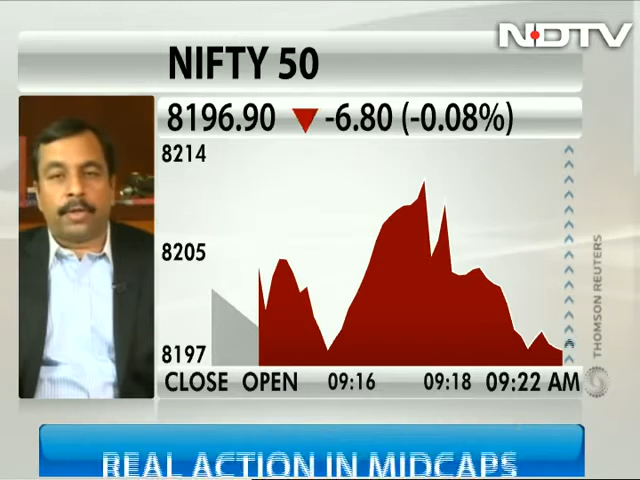 NDTV
NIFTY 50
8196.90 ▼ -6.80 (-0.08%)
8214
8205
8197
CLOSE OPEN 09:16 09:18 09:22 AM
THOMSON REUTERS
REAL ACTION IN MIDCAPS